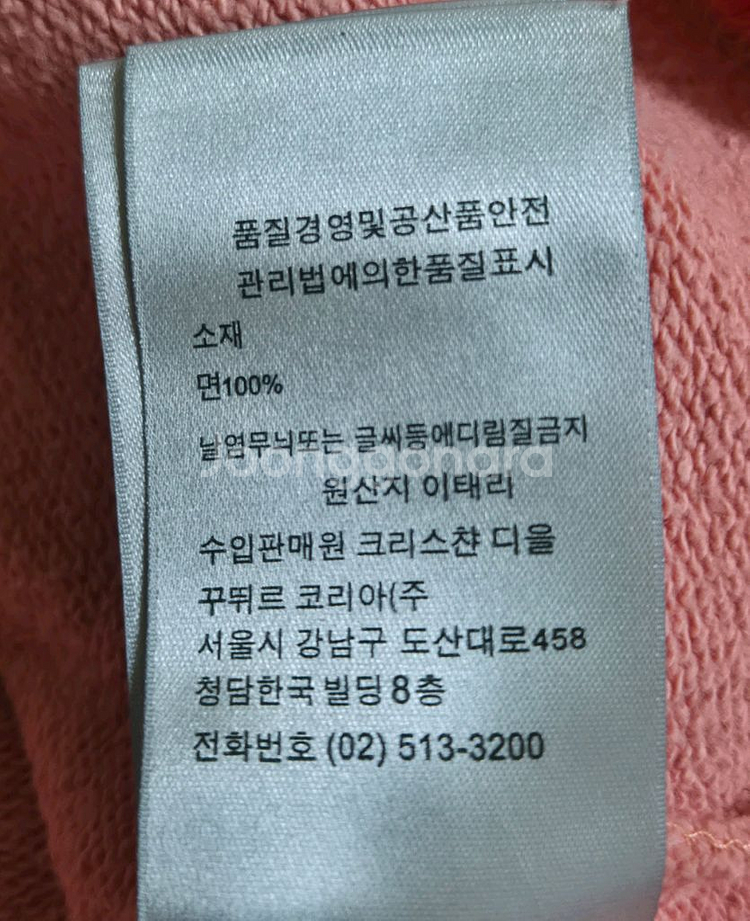 품질경영및공산품안전
관리법에의한품질표시
소재
면100%
날염무늬또는 글씨등에디림질금지
joonggonara
원산지 이태리
수입판매원 크리스챤 디올
꾸뛰르 코리아(주
서울시 강남구 도산대로458
청담한국 빌딩8층
전화번호 (02) 513-3200